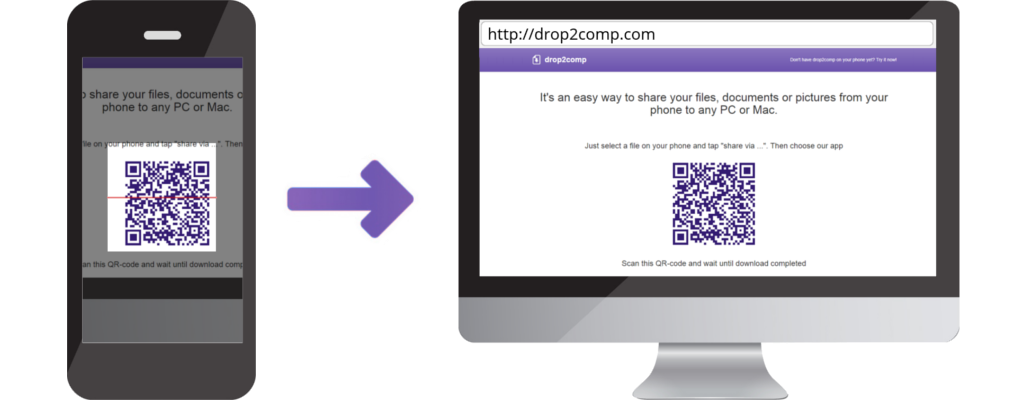 o share your files, documents o
phone to any PC or Mac.
file on your phone and tap "share via ...". Then
an this QR-code and wait until download comp
http://drop2comp.com
drop2comp
Don't have drop2comp on your phone yet? Try it now!
It's an easy way to share your files, documents or pictures from your
phone to any PC or Mac.
Just select a file on your phone and tap "share via ...". Then choose our app
Scan this QR-code and wait until download completed